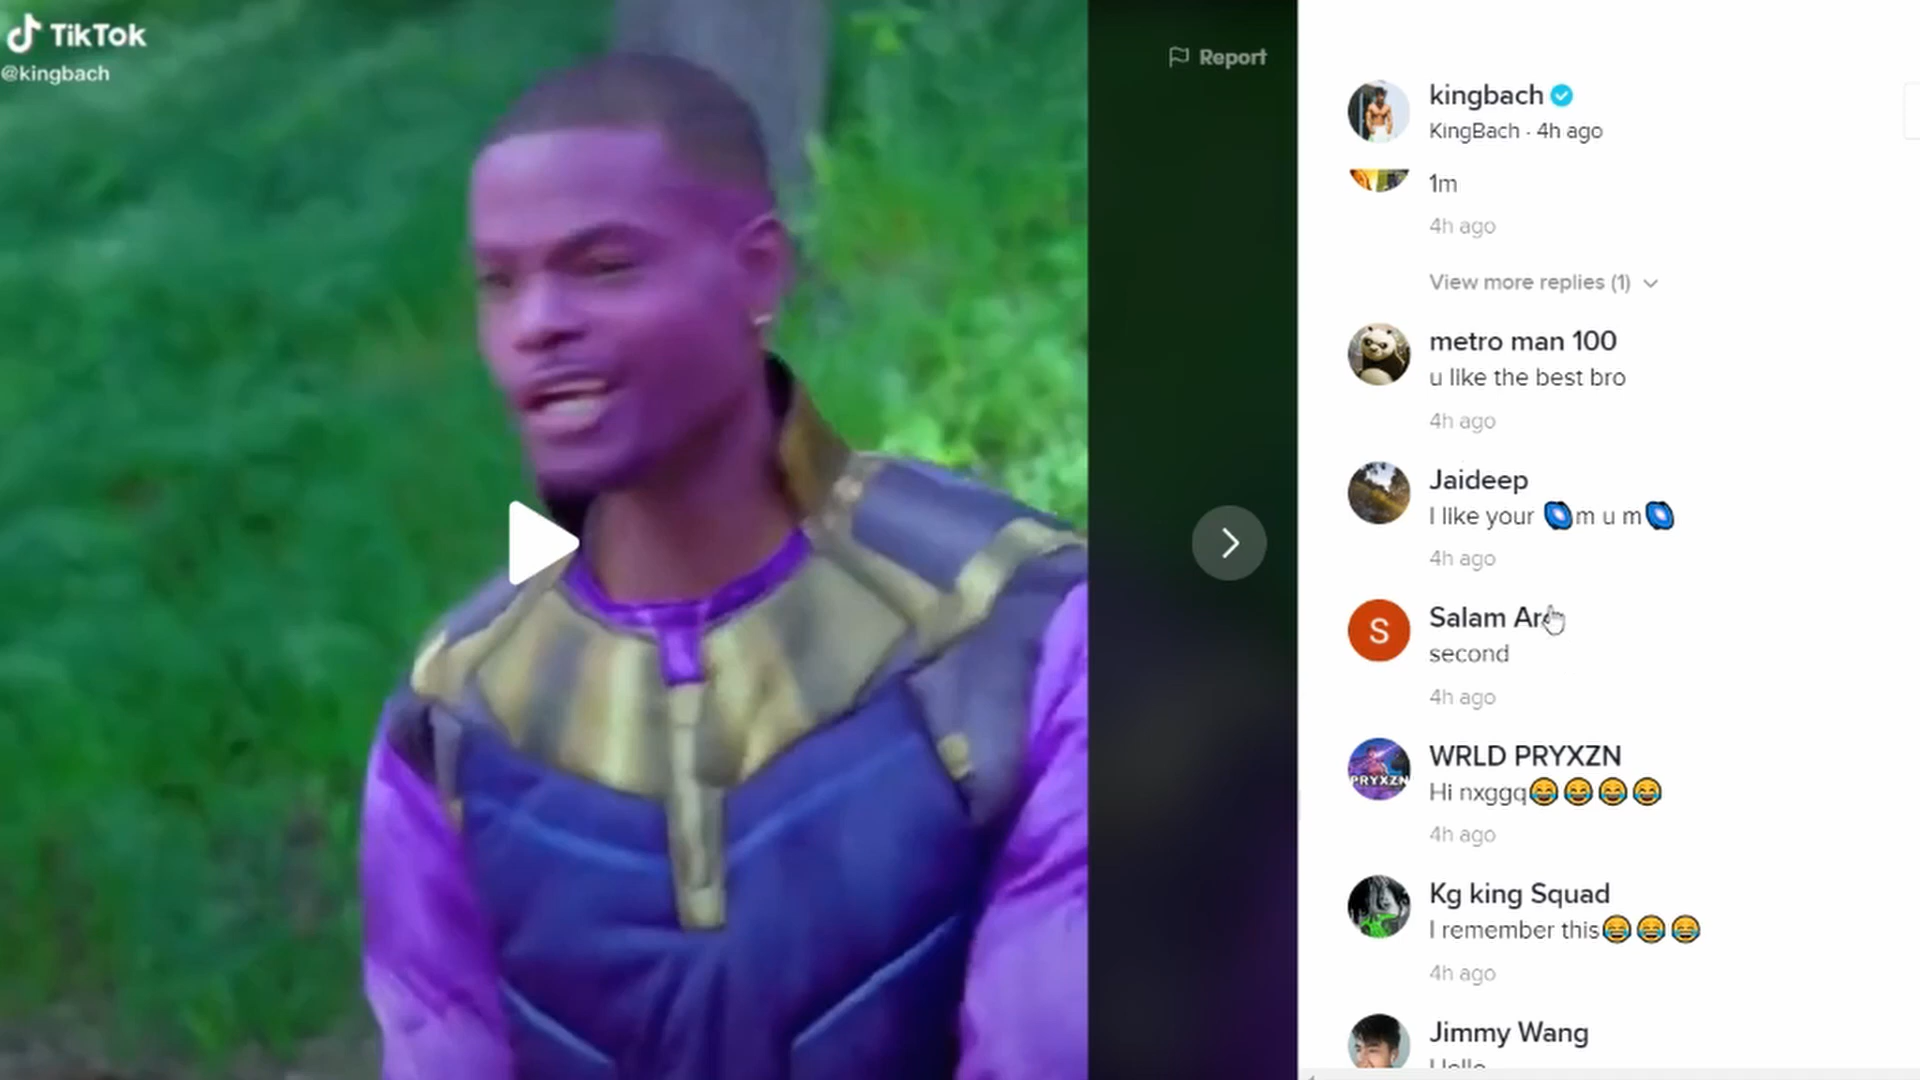 TikTok
@kingbach
Report
kingbach
KingBach · 4h ago
1m
4h ago
View more replies (1)
metro man 100
u like the best bro
4h ago
Jaideep
I like your 🌀m u m🌀
4h ago
S
Salam Ar
second
4h ago
WRLD PRYXZN
PRYXZN
Hi nxggq😂😂😂😂
4h ago
Kg king Squad
I remember this😂😂😂
4h ago
Jimmy Wang